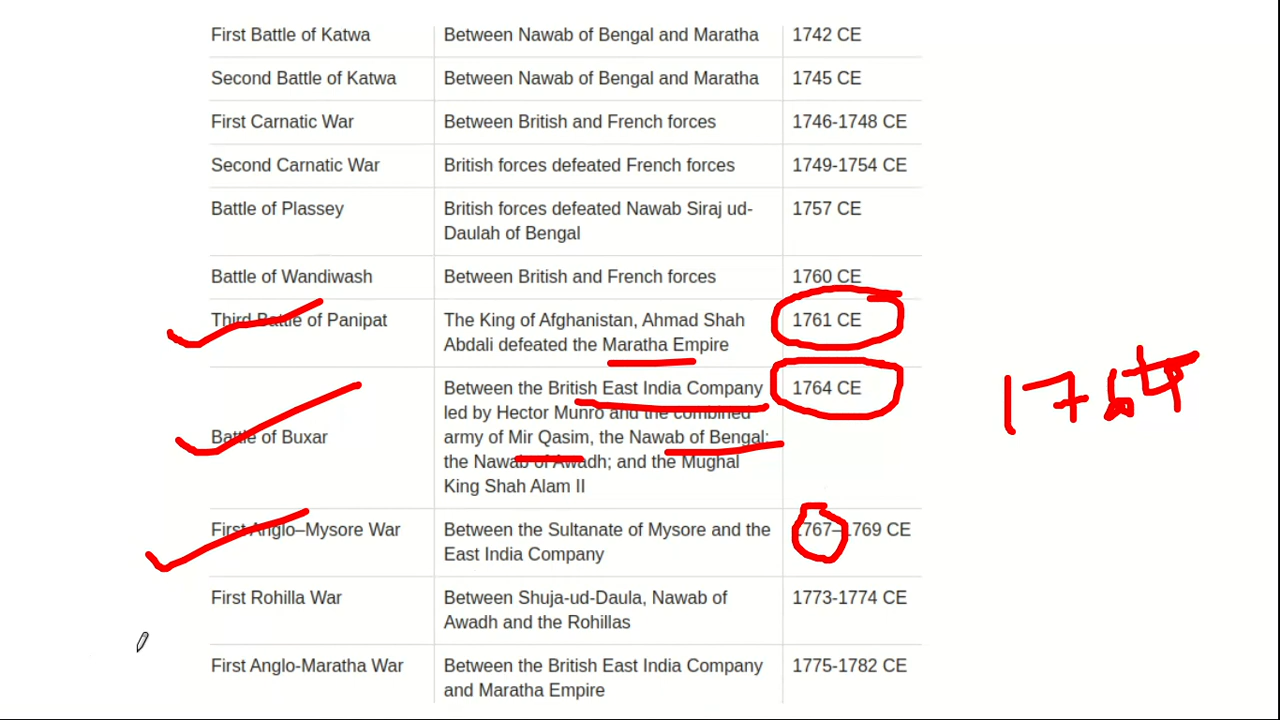 First Battle of Katwa Between Nawab of Bengal and Maratha 1742 CE
Second Battle of Katwa Between Nawab of Bengal and Maratha 1745 CE
First Carnatic War Between British and French forces 1746-1748 CE
Second Carnatic War British forces defeated French forces 1749-1754 CE
Battle of Plassey British forces defeated Nawab Siraj ud- 1757 CE
Daulah of Bengal
Battle of Wandiwash Between British and French forces 1760 CE
Third Battle of Panipat The King of Afghanistan, Ahmad Shah 1761 CE
Abdali defeated the Maratha Empire
Between the British East India Company 1764 CE
led by Hector Munro and the combined
Battle of Buxar army of Mir Qasim, the Nawab of Bengal;
the Nawab of Awadh; and the Mughal
King Shah Alam II
First Anglo–Mysore War Between the Sultanate of Mysore and the 1767–1769 CE
East India Company
First Rohilla War Between Shuja-ud-Daula, Nawab of 1773-1774 CE
Awadh and the Rohillas
First Anglo-Maratha War Between the British East India Company 1775-1782 CE
and Maratha Empire